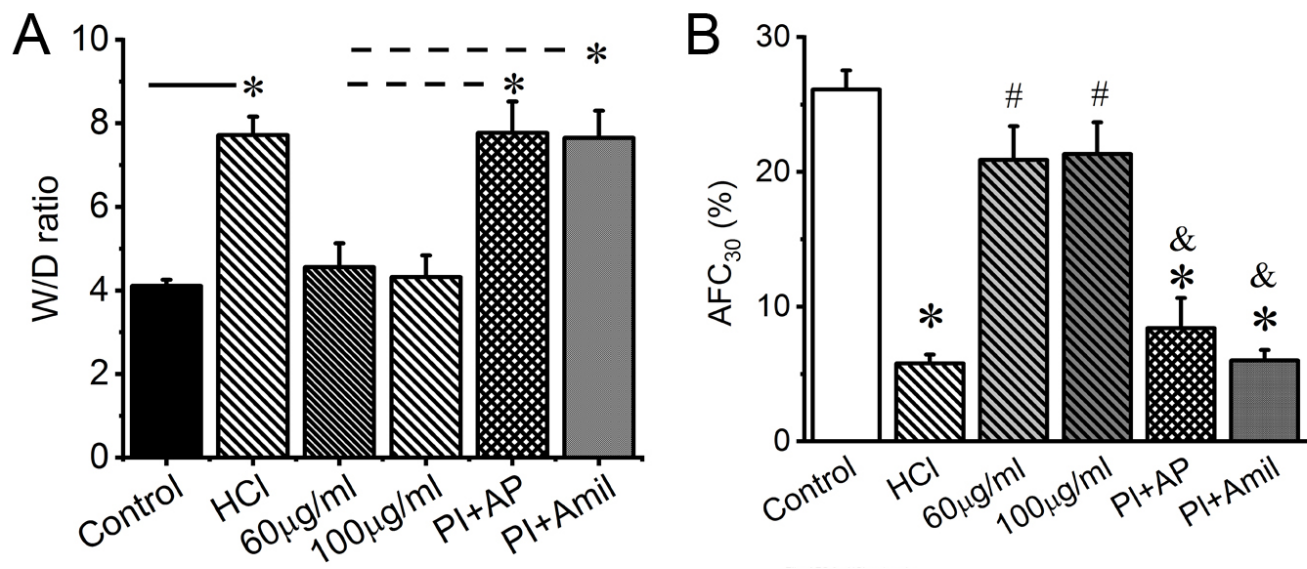 A
10
8
6
4
2
0
W/D ratio
* * *
Control
HCl
60μg/ml
100μg/ml
PI+AP
PI+Amil
B
30
20
10
0
AFC30 (%)
# #
& &
* * *
Control
HCl
60μg/ml
100μg/ml
PI+AP
PI+Amil